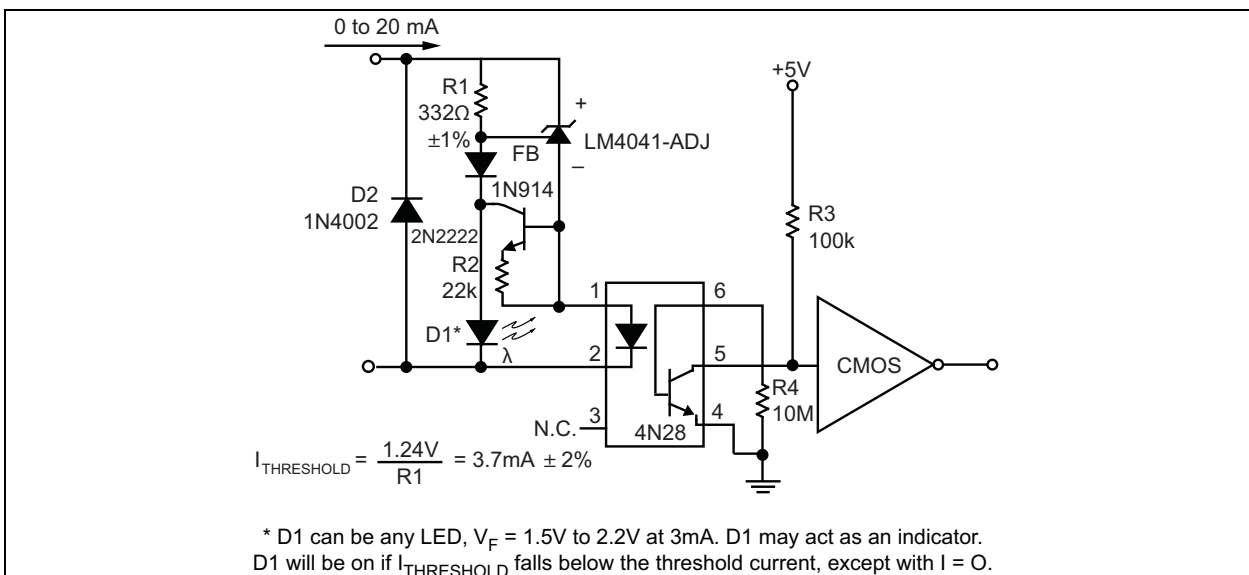 0 to 20 mA
R1
332Ω
±1%
+
LM4041-ADJ
–
FB
1N914
D2
1N4002
2N2222
R2
22k
D1*
λ
+5V
R3
100k
1
2
3
N.C.
4N28
6
5
4
R4
10M
CMOS
I_THRESHOLD = 1.24V / R1 = 3.7mA ± 2%
* D1 can be any LED, V_F = 1.5V to 2.2V at 3mA. D1 may act as an indicator.
D1 will be on if I_THRESHOLD falls below the threshold current, except with I = O.